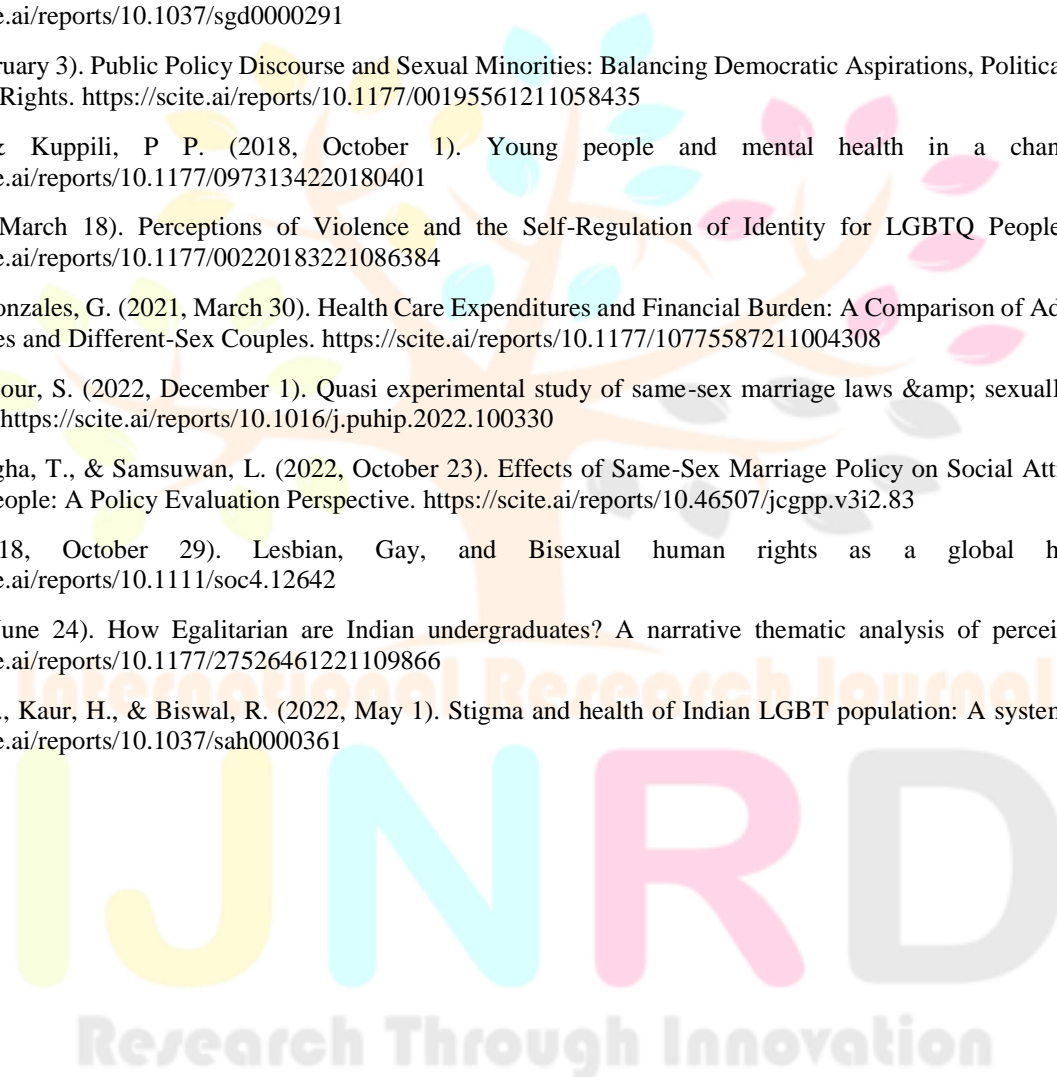 e.ai/reports/10.1037/sgd0000291
ruary 3). Public Policy Discourse and Sexual Minorities: Balancing Democratic Aspirations, Politica
Rights. https://scite.ai/reports/10.1177/00195561211058435
& Kuppili, P P. (2018, October 1). Young people and mental health in a chan
e.ai/reports/10.1177/0973134220180401
March 18). Perceptions of Violence and the Self-Regulation of Identity for LGBTQ People
e.ai/reports/10.1177/00220183221086384
onzales, G. (2021, March 30). Health Care Expenditures and Financial Burden: A Comparison of Ad
es and Different-Sex Couples. https://scite.ai/reports/10.1177/10775587211004308
our, S. (2022, December 1). Quasi experimental study of same-sex marriage laws &amp; sexuall
https://scite.ai/reports/10.1016/j.puhip.2022.100330
gha, T., & Samsuwan, L. (2022, October 23). Effects of Same-Sex Marriage Policy on Social Att
eople: A Policy Evaluation Perspective. https://scite.ai/reports/10.46507/jcgpp.v3i2.83
18, October 29). Lesbian, Gay, and Bisexual human rights as a global h
e.ai/reports/10.1111/soc4.12642
June 24). How Egalitarian are Indian undergraduates? A narrative thematic analysis of percei
e.ai/reports/10.1177/27526461221109866
International Research Journal
., Kaur, H., & Biswal, R. (2022, May 1). Stigma and health of Indian LGBT population: A system
e.ai/reports/10.1037/sah0000361
IJNRD
Research Through Innovation